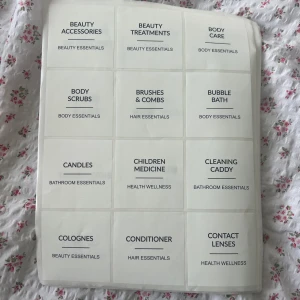 BEAUTY
ACCESSORIES
BEAUTY ESSENTIALS
BEAUTY
TREATMENTS
BEAUTY ESSENTIALS
BODY
CARE
BODY ESSENTIALS
BODY
SCRUBS
BODY ESSENTIALS
BRUSHES
& COMBS
HAIR ESSENTIALS
BUBBLE
BATH
BODY ESSENTIALS
CANDLES
BATHROOM ESSENTIALS
CHILDREN
MEDICINE
HEALTH WELLNESS
CLEANING
CADDY
BATHROOM ESSENTIALS
COLOGNES
BEAUTY ESSENTIALS
CONDITIONER
HAIR ESSENTIALS
CONTACT
LENSES
HEALTH WELLNESS